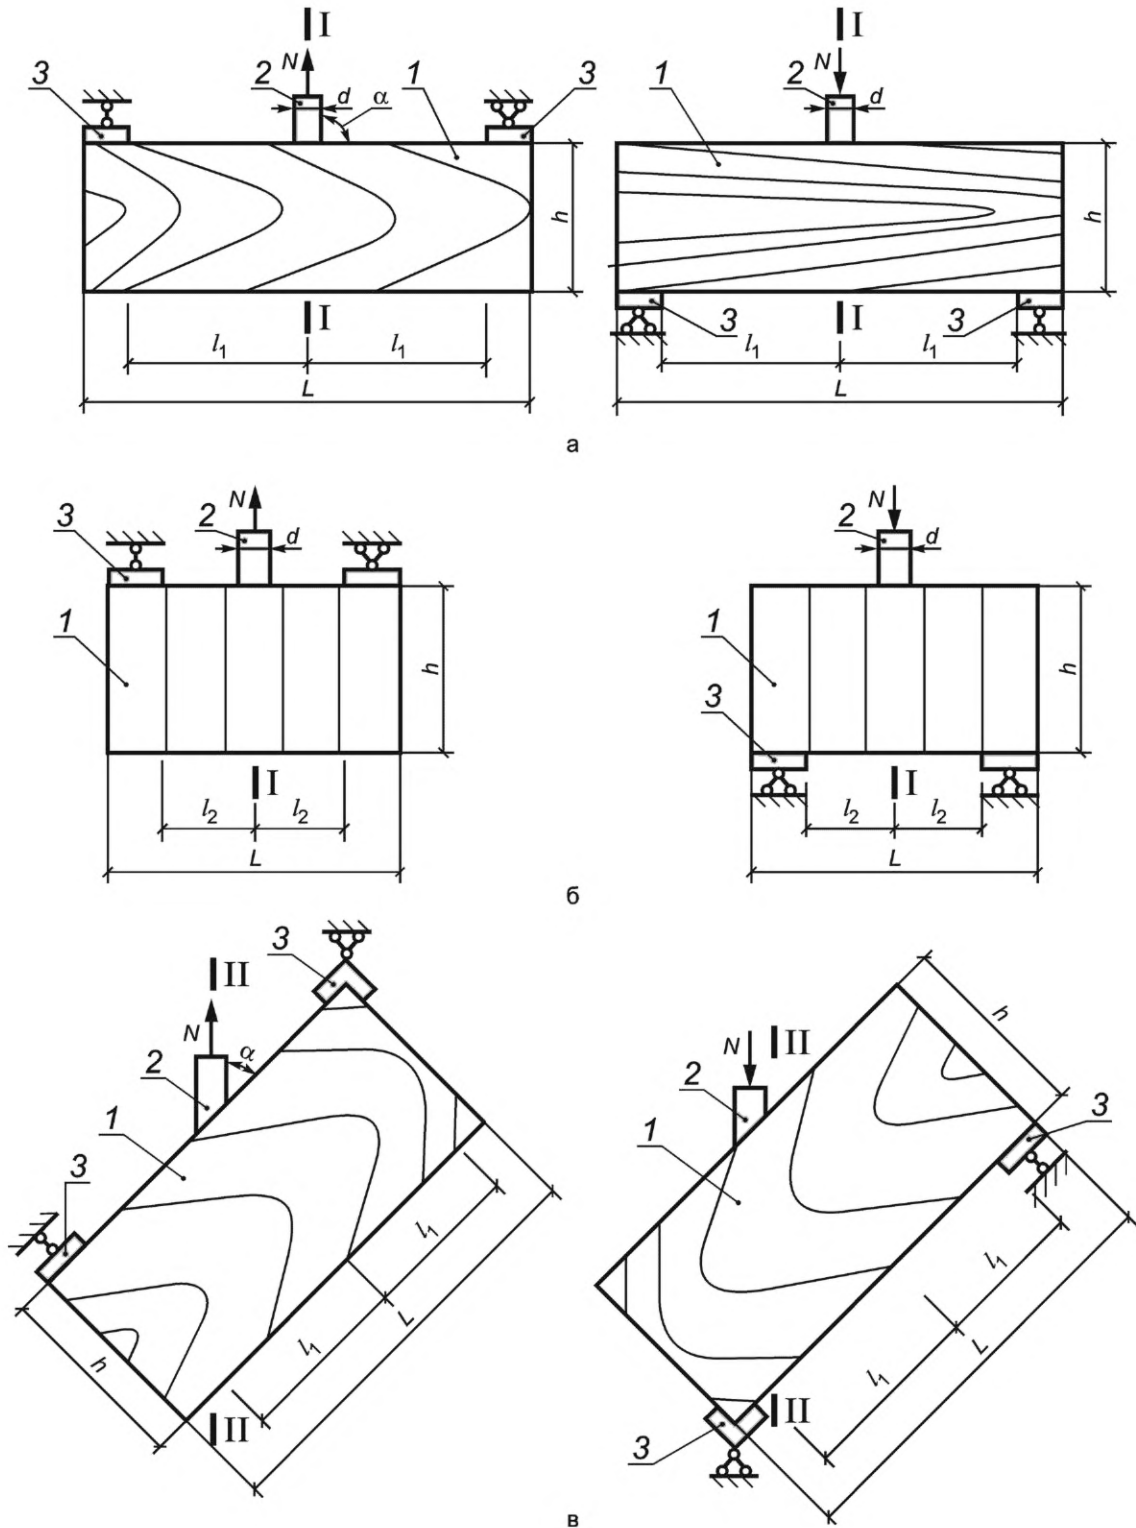 I I
N N
3 2 d α 1 3 1 2 d
h h
I 3 I 3
l1 l1 l1 l1
L L
а
N N
3 2 d 2 d
1 1
h h
3
I I
l2 l2 l2 l2
L L
б
3
II II
N α N h
2 2
1 1 3
3
l1 l1
L L
h l1 l1
II II
3
в